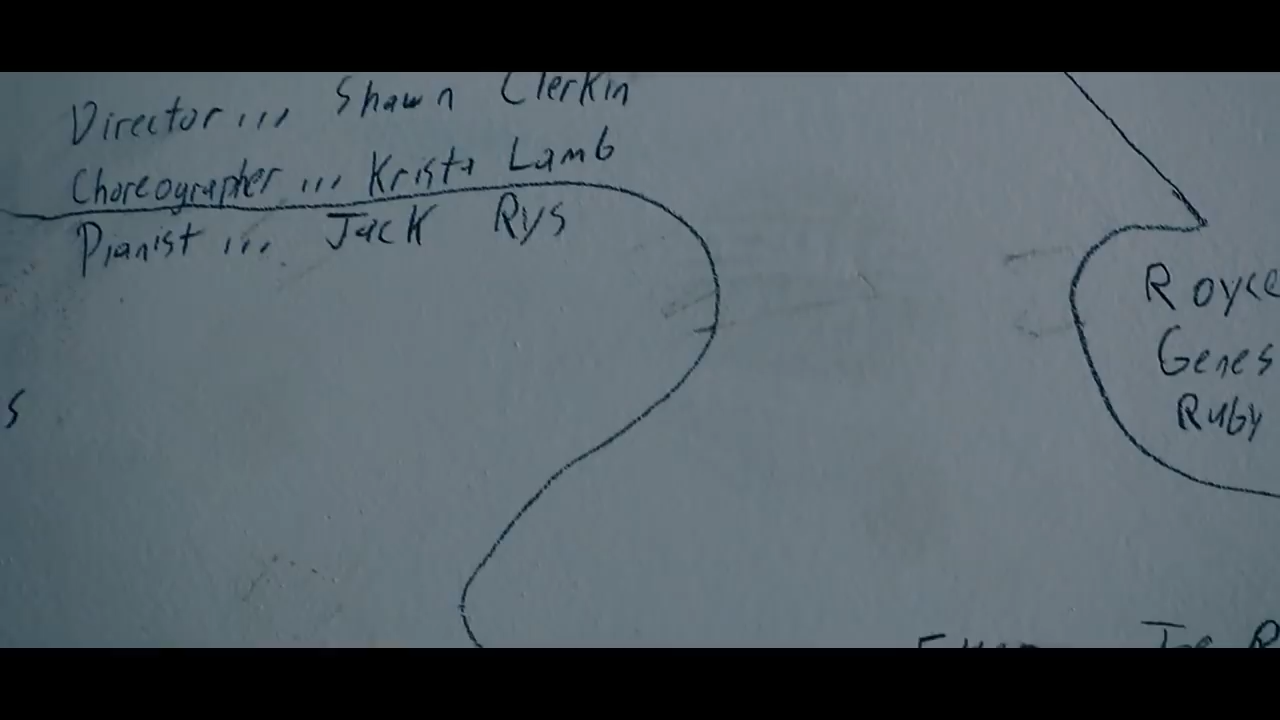 Director... Shawn Clerkin
Choreographer... Krista Lamb
Pianist... Jack Rys
s
Royce
Genes
Ruby